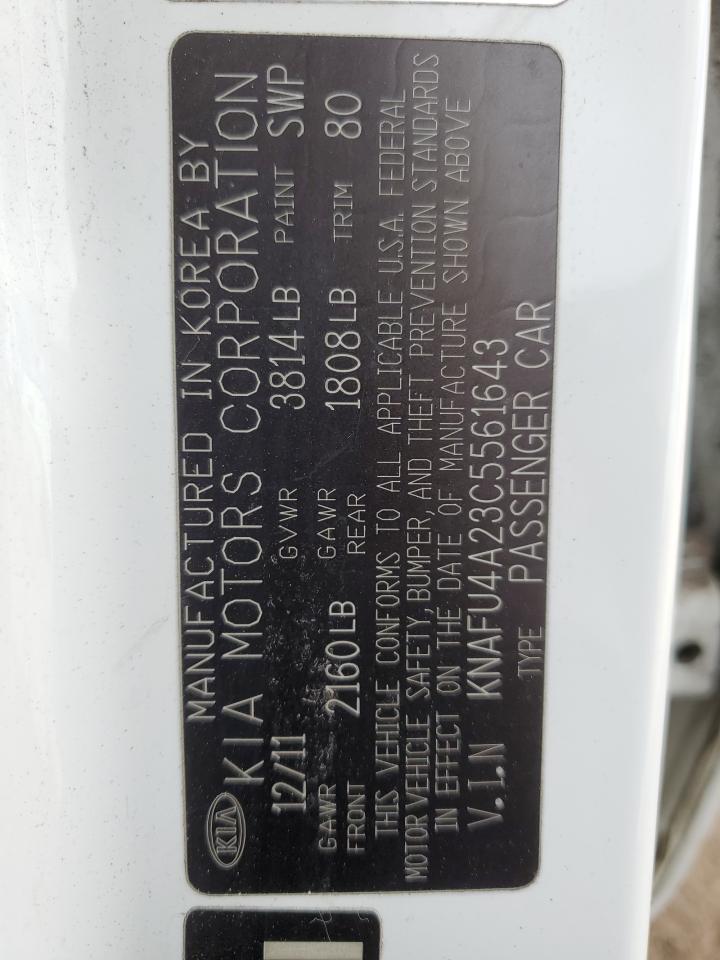 MANUFACTURED IN KOREA BY
KIA KIA MOTORS CORPORATION
12/11 GVWR 3814LB PAINT SWP
GAWR FRONT 2160LB GAWR REAR 1808LB TRIM 80
THIS VEHICLE CONFORMS TO ALL APPLICABLE U.S.A. FEDERAL
MOTOR VEHICLE SAFETY, BUMPER, AND THEFT PREVENTION STANDARDS
IN EFFECT ON THE DATE OF MANUFACTURE SHOWN ABOVE
V.I.N KNAFU4A23C5561643
TYPE PASSENGER CAR